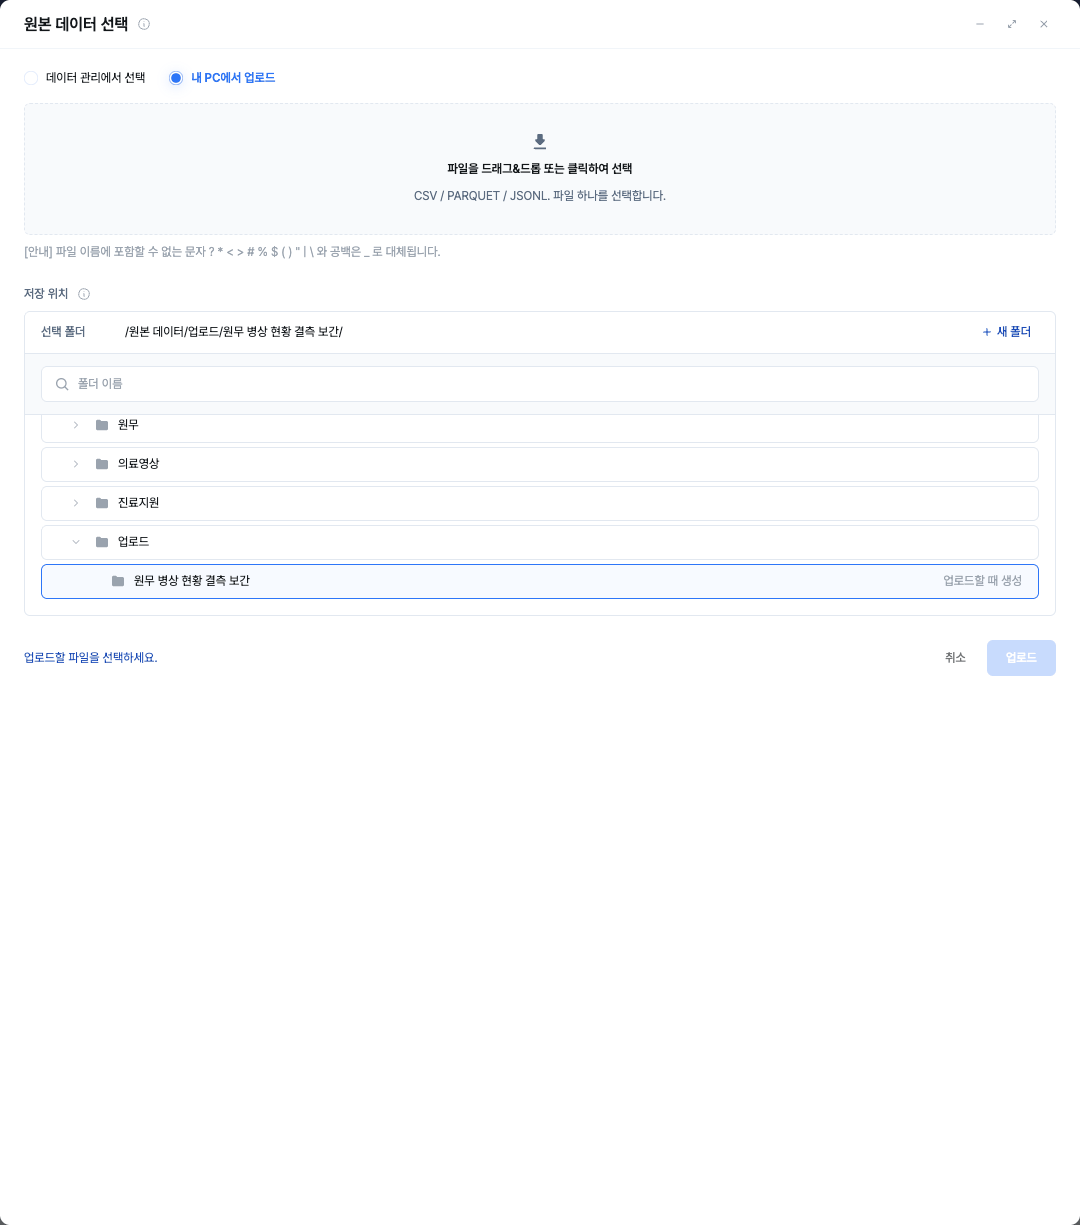 원본 데이터 선택
데이터 관리에서 선택
내 PC에서 업로드
파일을 드래그&드롭 또는 클릭하여 선택
CSV / PARQUET / JSONL. 파일 하나를 선택합니다.
[안내] 파일 이름에 포함할 수 없는 문자 ? * < > # % $ ( ) " | \ 와 공백은 _ 로 대체됩니다.
저장 위치
선택 폴더 /원본 데이터/업로드/원무 병상 현황 결측 보간/ + 새 폴더
폴더 이름
원무
의료영상
진료지원
업로드
원무 병상 현황 결측 보간 업로드할 때 생성
업로드할 파일을 선택하세요. 취소 업로드